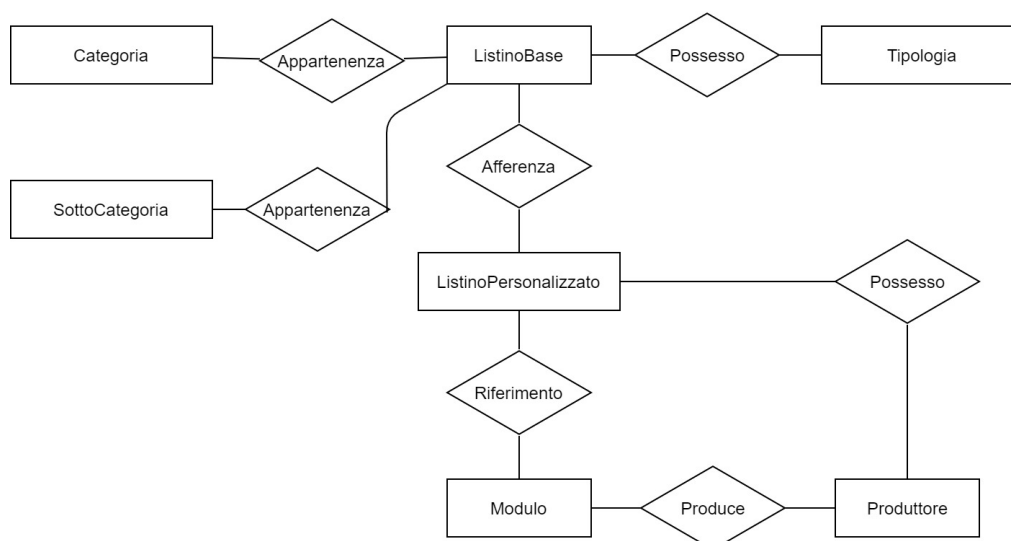 Categoria
Appartenenza
ListinoBase
Possesso
Tipologia
Afferenza
SottoCategoria
Appartenenza
ListinoPersonalizzato
Possesso
Riferimento
Modulo
Produce
Produttore